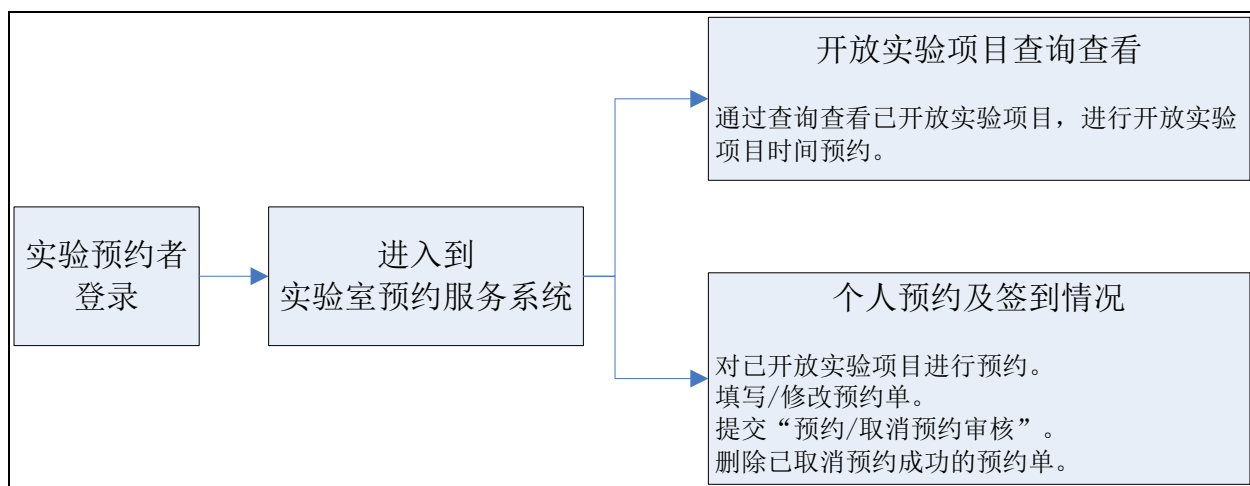 实验预约者
登录
进入到
实验室预约服务系统
开放实验项目查询查看
通过查询查看已开放实验项目，进行开放实验
项目时间预约。
个人预约及签到情况
对已开放实验项目进行预约。
填写/修改预约单。
提交“预约/取消预约审核”。
删除已取消预约成功的预约单。